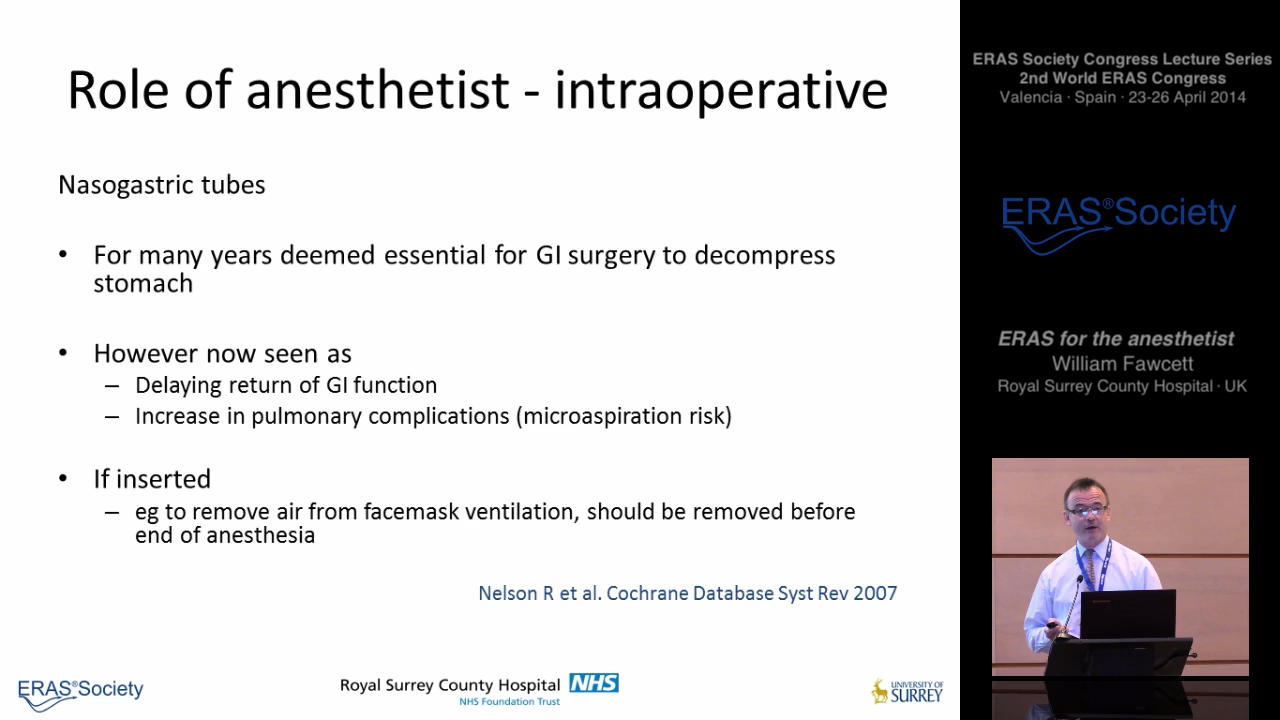 Role of anesthetist - intraoperative
Nasogastric tubes
• For many years deemed essential for GI surgery to decompress
stomach
• However now seen as
– Delaying return of GI function
– Increase in pulmonary complications (microaspiration risk)
• If inserted
– eg to remove air from facemask ventilation, should be removed before
end of anesthesia
Nelson R et al. Cochrane Database Syst Rev 2007
ERAS®Society
Royal Surrey County Hospital NHS
NHS Foundation Trust
UNIVERSITY OF
SURREY
ERAS Society Congress Lecture Series
2nd World ERAS Congress
Valencia · Spain · 23-26 April 2014
ERAS®Society
ERAS for the anesthetist
William Fawcett
Royal Surrey County Hospital · UK